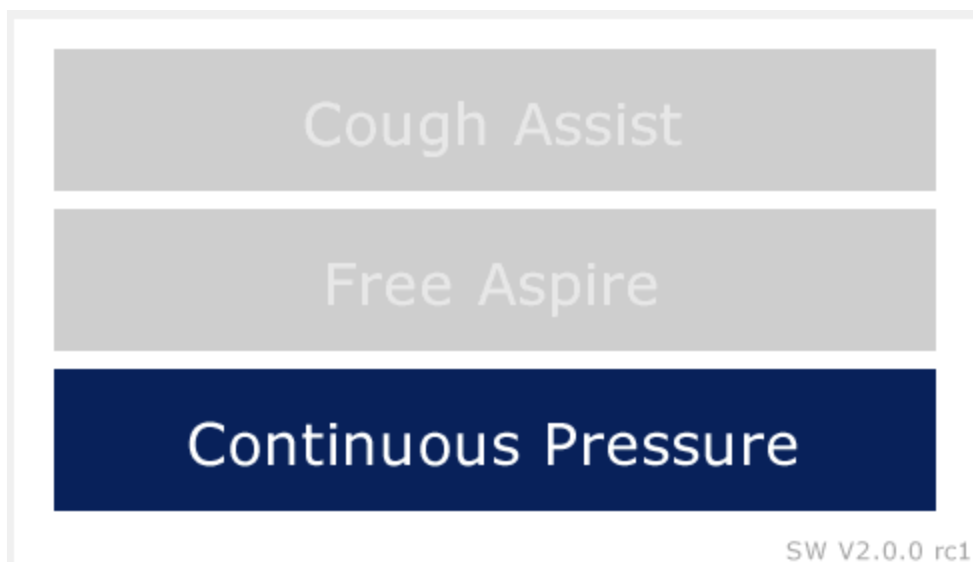 Cough Assist
Free Aspire
Continuous Pressure
SW V2.0.0 rc1